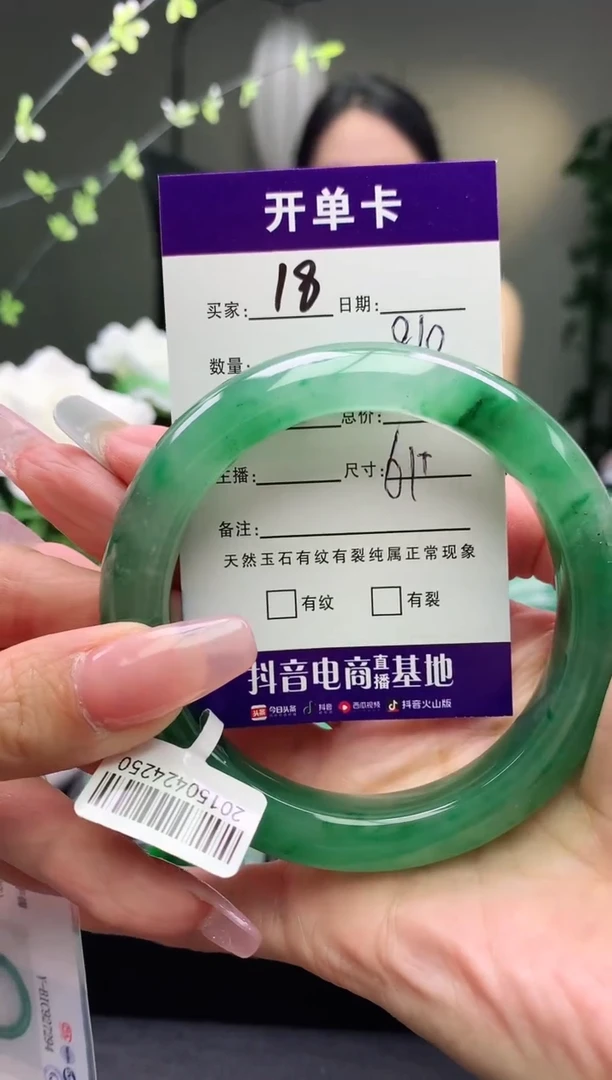 开单卡
买家: 18 日期:
数量:
总价:
主播: 尺寸: 61+
备注:
天然玉石有纹有裂纯属正常现象
有纹 有裂
抖音电商直播基地
头条 今日头条 抖音 西瓜视频 抖音火山版
20150424250